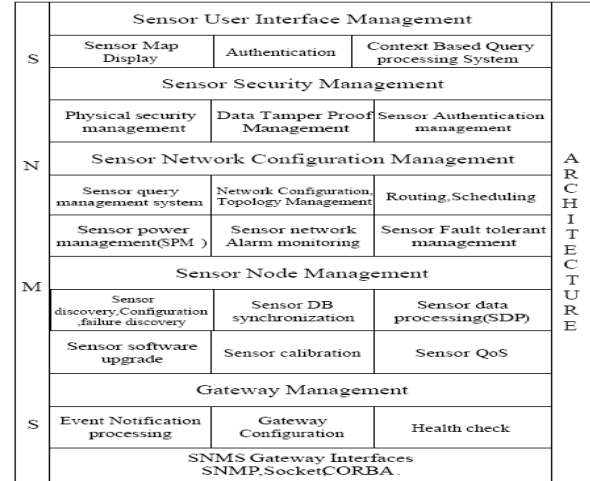 Sensor User Interface Management
Sensor Map
Display
Authentication
Context Based Query
processing System
Sensor Security Management
Physical security
management
Data Tamper Proof
Management
Sensor Authentication
management
Sensor Network Configuration Management
Sensor query
management system
Network Configuration,
Topology Management
Routing,Scheduling
Sensor power
management(SPM )
Sensor network
Alarm monitoring
Sensor Fault tolerant
management
Sensor Node Management
Sensor
discovery,Configuration
,failure discovery
Sensor DB
synchronization
Sensor data
processing(SDP)
Sensor software
upgrade
Sensor calibration
Sensor QoS
Gateway Management
Event Notification
processing
Gateway
Configuration
Health check
SNMS Gateway Interfaces
SNMP,Socket,CORBA.
S
N
M
S
ARCHITECTURE